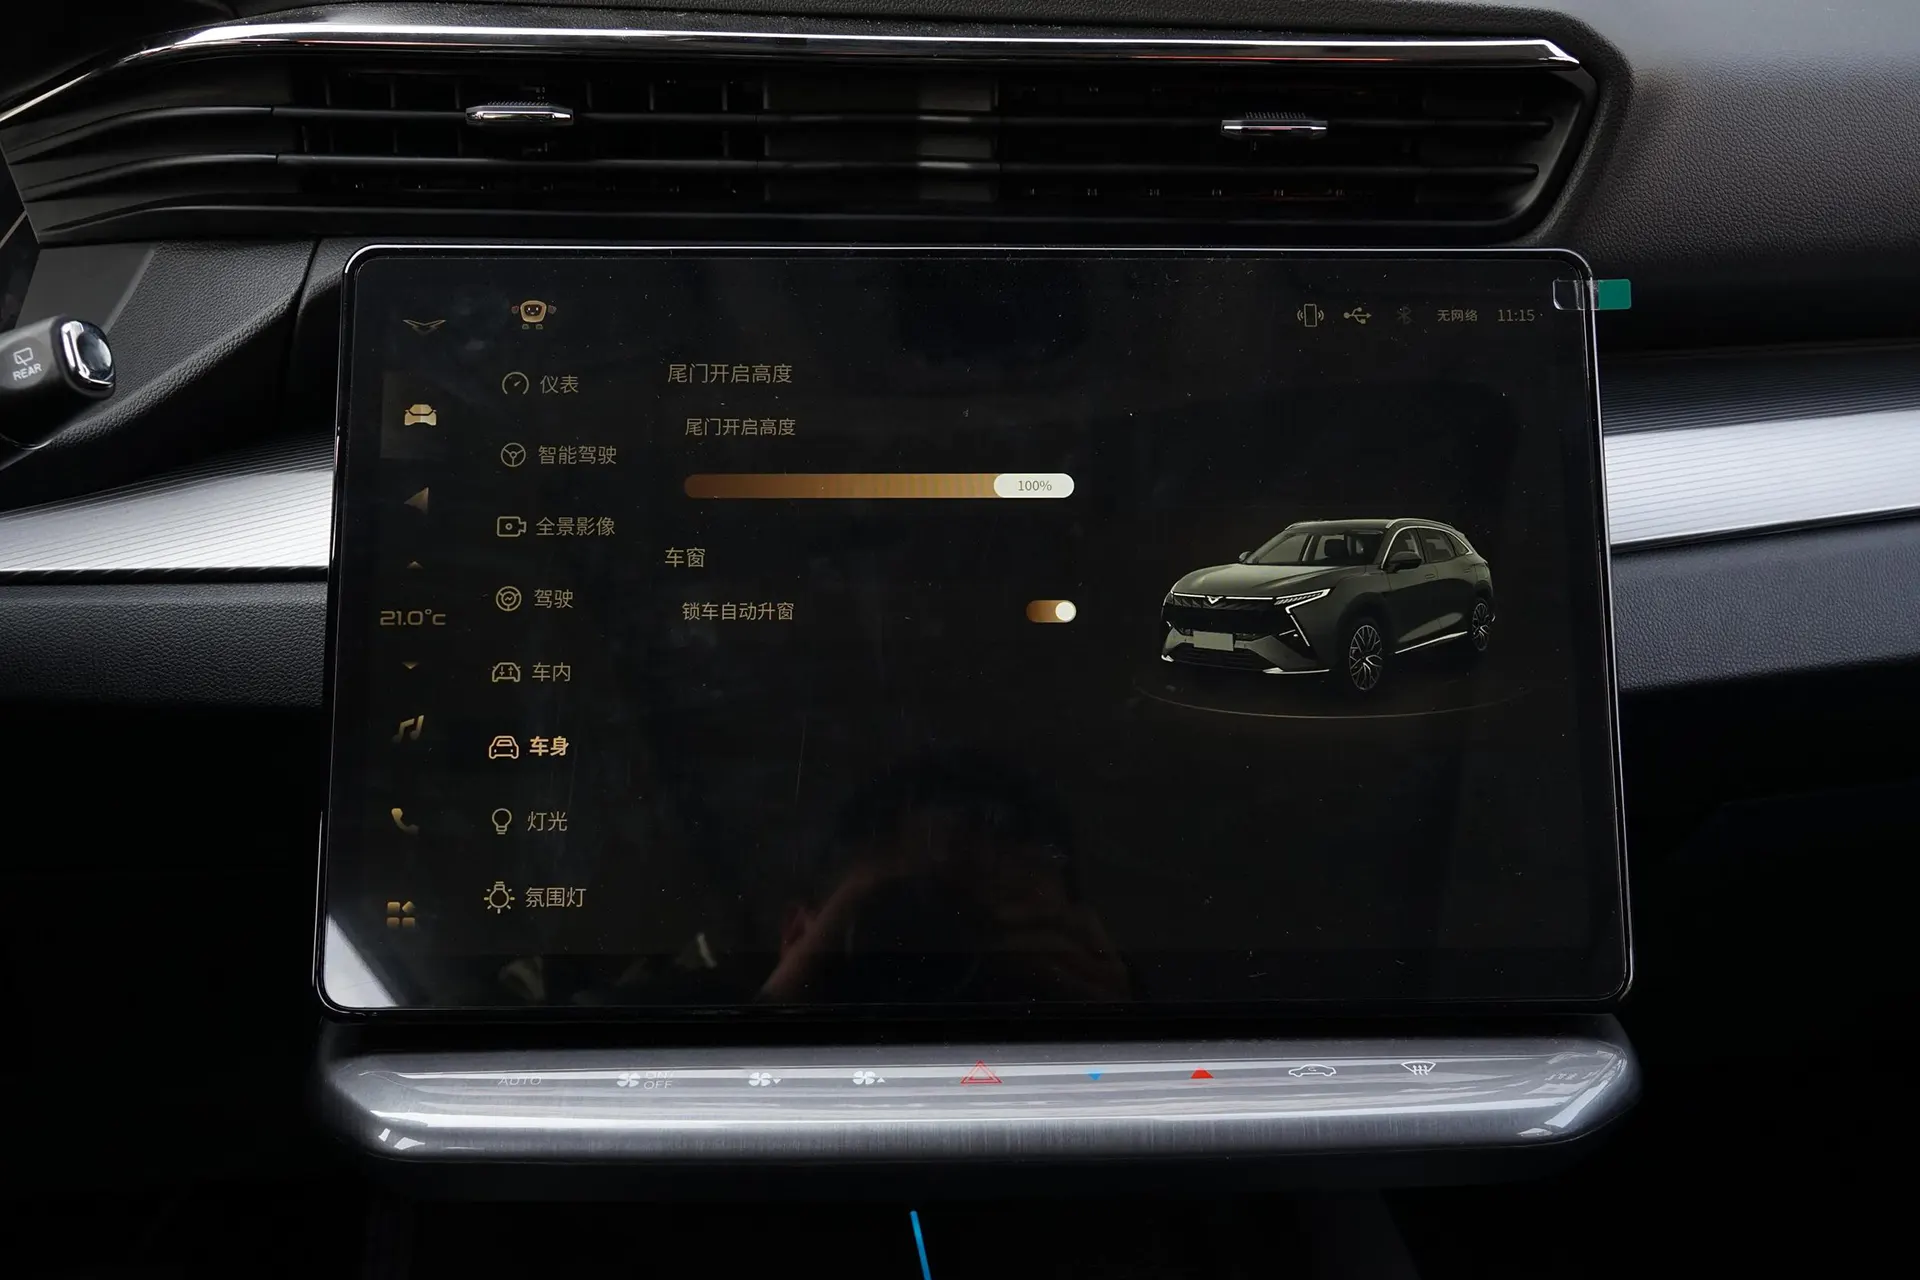 REAR
无网络 11:15
仪表
智能驾驶
全景影像
驾驶
车内
车身
灯光
氛围灯
21.0°c
尾门开启高度
尾门开启高度
100%
车窗
锁车自动升窗
AUTO
OFF